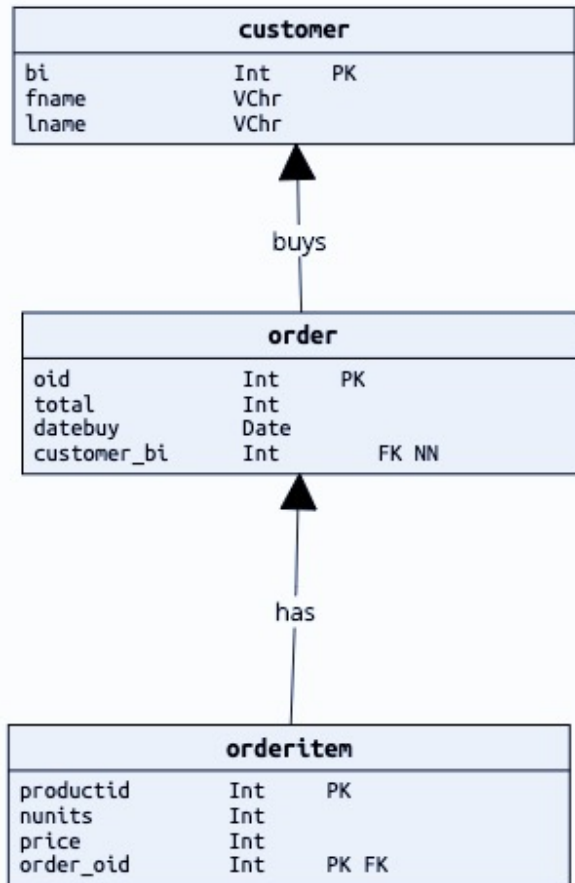 customer
bi Int PK
fname VChr
lname VChr
buys
order
oid Int PK
total Int
datebuy Date
customer_bi Int FK NN
has
orderitem
productid Int PK
nunits Int
price Int
order_oid Int PK FK